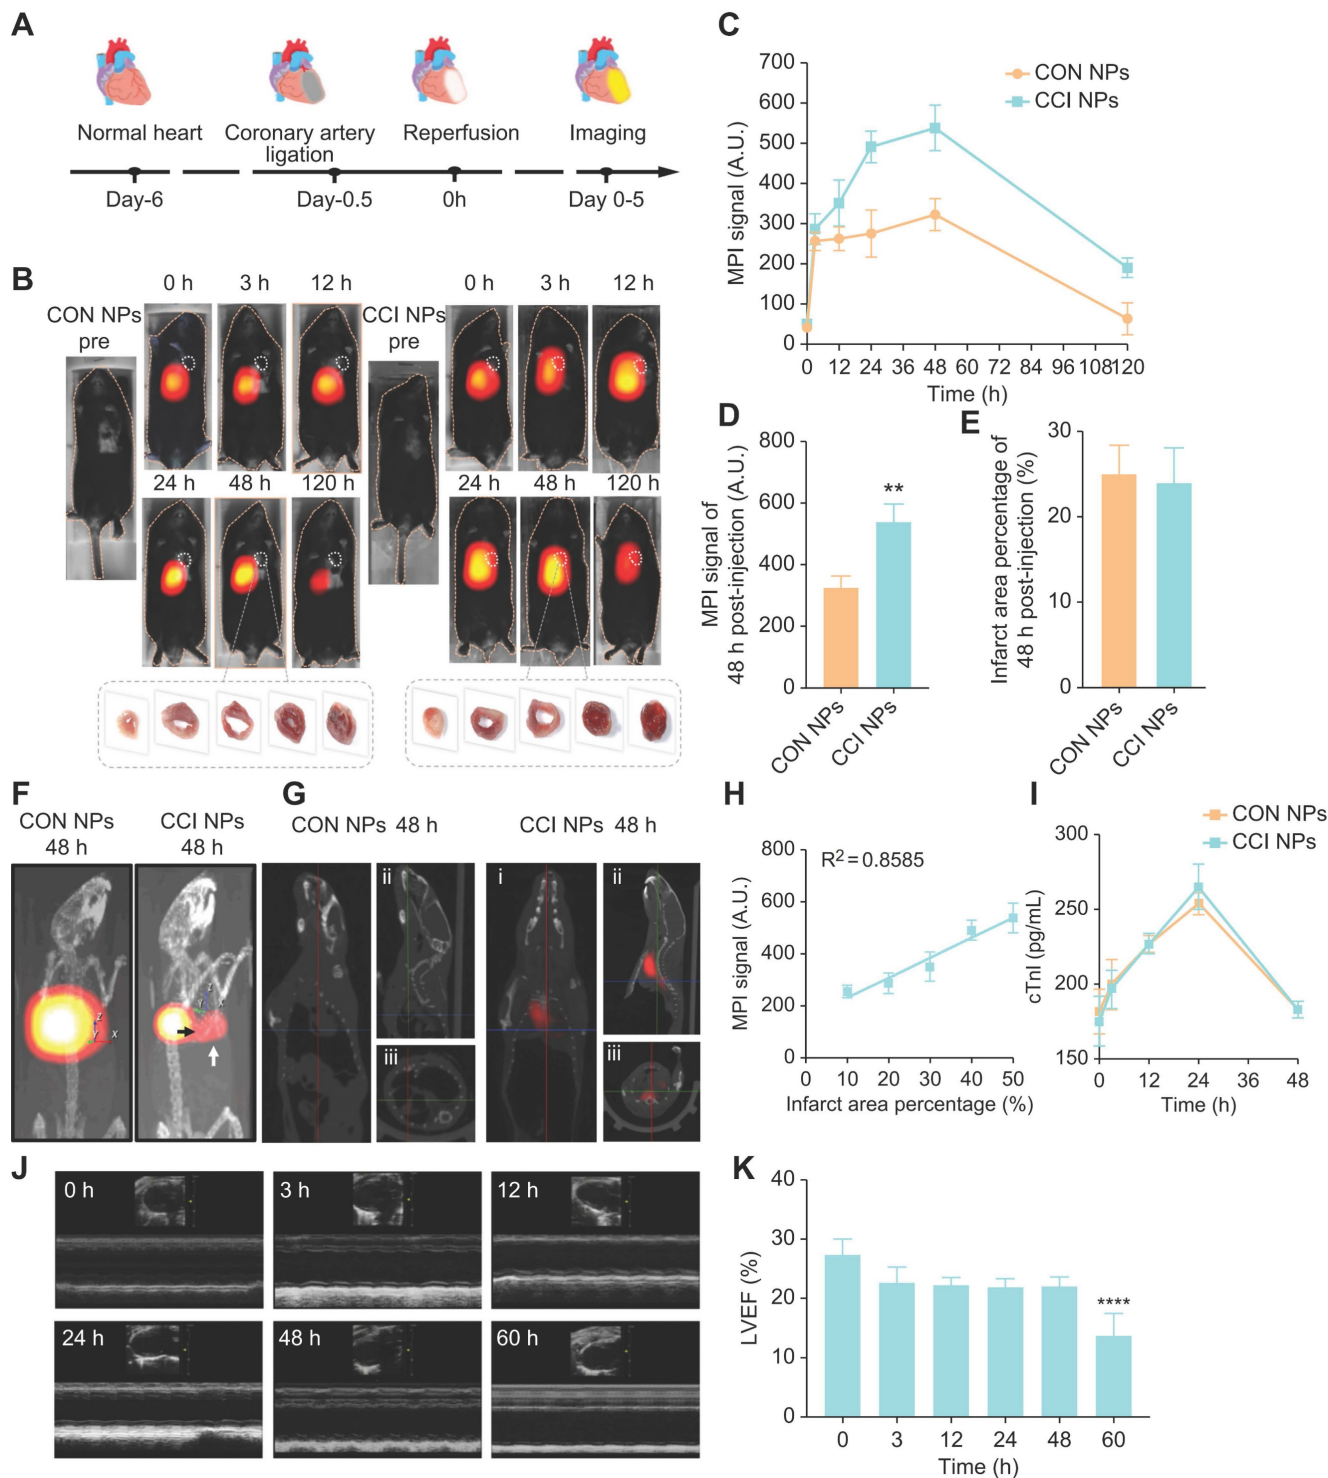 A
Normal heart
Coronary artery
ligation
Reperfusion
Imaging
Day-6
Day-0.5
0h
Day 0-5
B
CON NPs
pre
0 h
3 h
12 h
24 h
48 h
120 h
CCI NPs
pre
0 h
3 h
12 h
24 h
48 h
120 h
C
CON NPs
CCI NPs
MPI signal (A.U.)
700
600
500
400
300
200
100
0
0 12 24 36 48 60 72 84 96 108 120
Time (h)
D
MPI signal of
48 h post-injection (A.U.)
800
600
400
200
0
**
CON NPs
CCI NPs
E
Infarct area percentage of
48 h post-injection (%)
30
20
10
0
CON NPs
CCI NPs
F
CON NPs
48 h
CCI NPs
48 h
z
Y
X
z
Y
X
G
CON NPs 48 h
ii
iii
CCI NPs 48 h
i
ii
iii
H
R² = 0.8585
MPI signal (A.U.)
800
600
400
200
0
10 20 30 40 50
Infarct area percentage (%)
I
CON NPs
CCI NPs
cTnI (pg/mL)
300
250
200
150
0 12 24 36 48
Time (h)
J
0 h
3 h
12 h
24 h
48 h
60 h
K
LVEF (%)
40
30
20
10
0
****
0 3 12 24 48 60
Time (h)